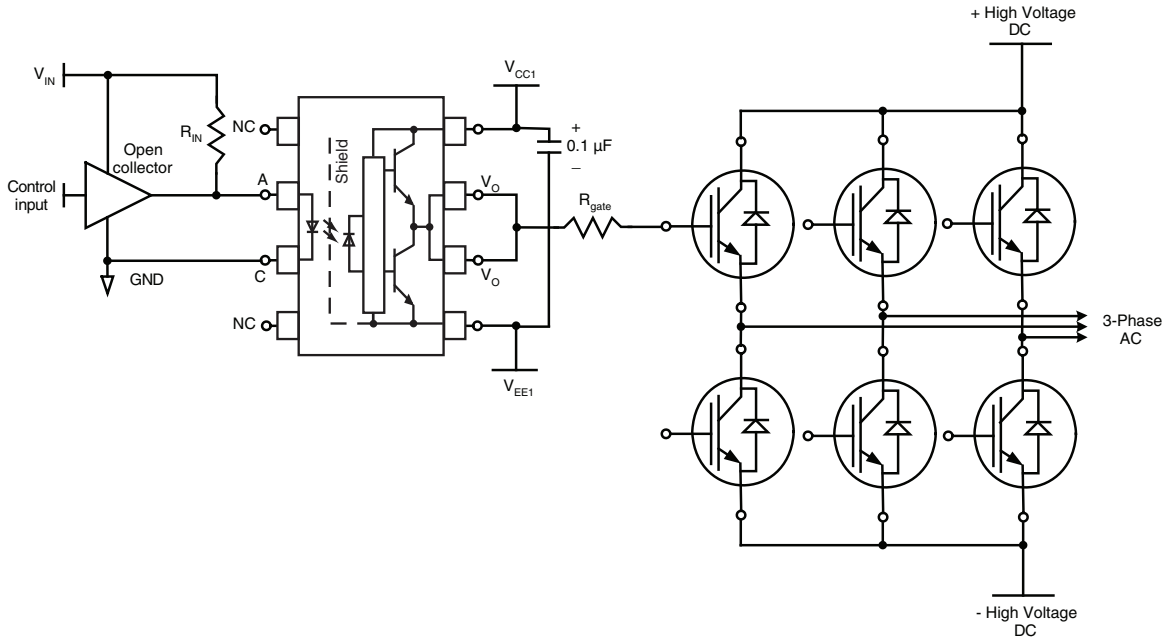 + High Voltage
DC
V_IN
R_IN
Open
collector
Control
input
GND
NC
A
C
NC
Shield
V_CC1
+
0.1 µF
–
V_O
V_O
V_EE1
R_gate
3-Phase
AC
- High Voltage
DC